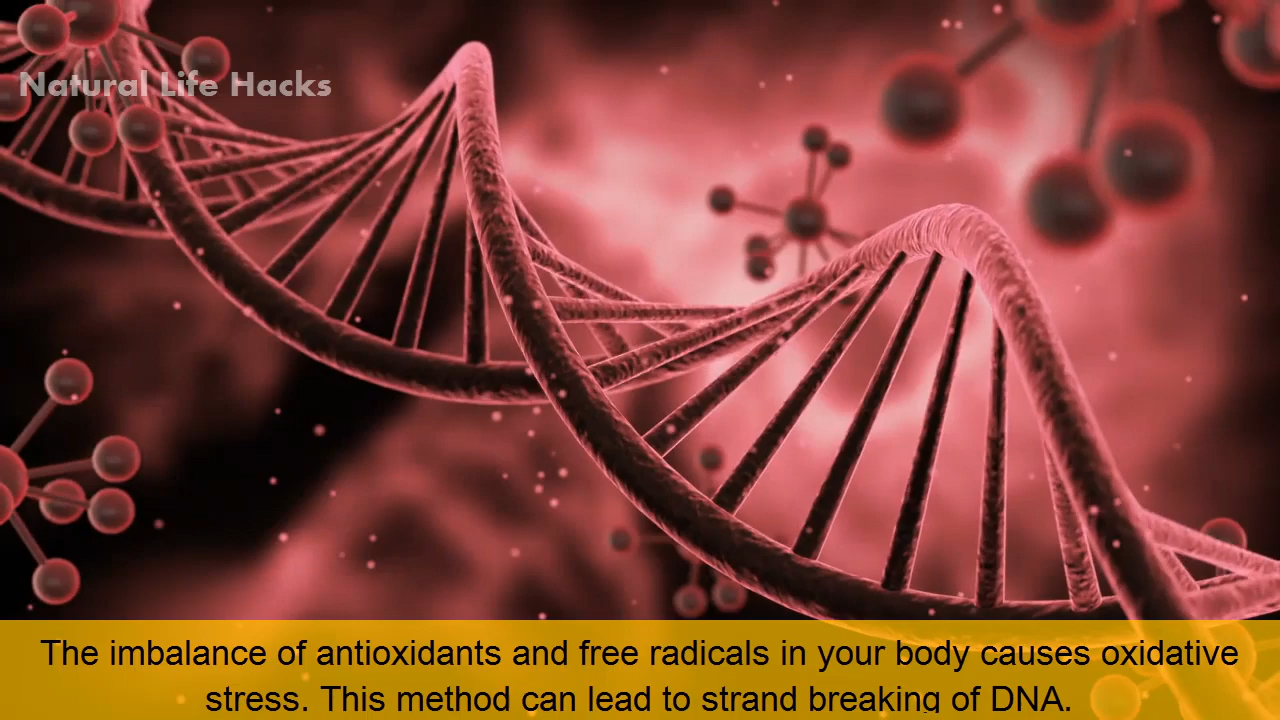 Natural Life Hacks
The imbalance of antioxidants and free radicals in your body causes oxidative
stress. This method can lead to strand breaking of DNA.